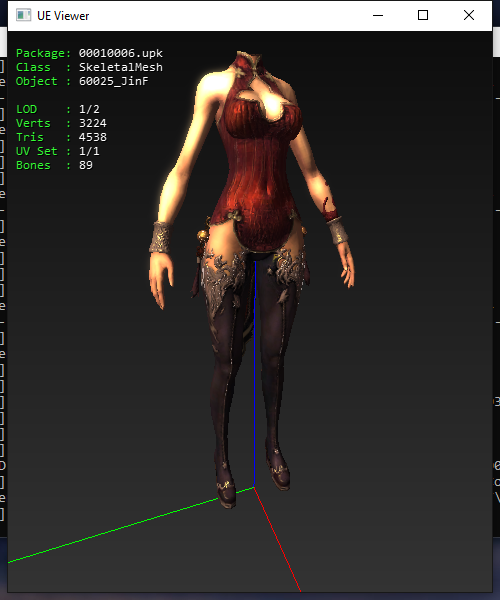 UE Viewer
Package: 00010006.upk
Class : SkeletalMesh
Object : 60025_JinF
LOD : 1/2
Verts : 3224
Tris : 4538
UV Set : 1/1
Bones : 89